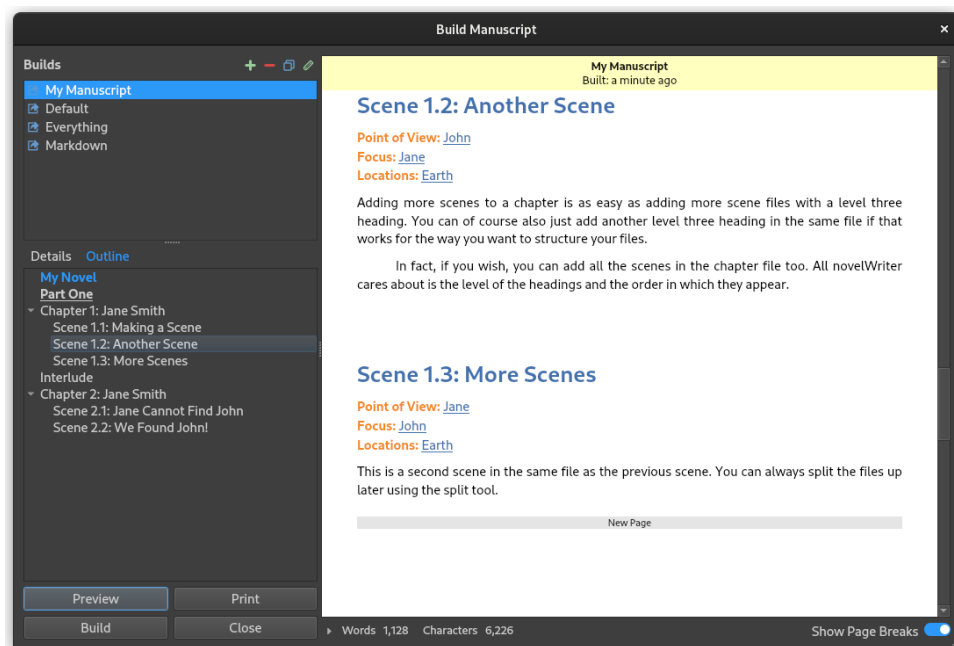 Build Manuscript
Builds
My Manuscript
Default
Everything
Markdown
Details Outline
My Novel
Part One
Chapter 1: Jane Smith
Scene 1.1: Making a Scene
Scene 1.2: Another Scene
Scene 1.3: More Scenes
Interlude
Chapter 2: Jane Smith
Scene 2.1: Jane Cannot Find John
Scene 2.2: We Found John!
Preview Print
Build Close
My Manuscript
Built: a minute ago
Scene 1.2: Another Scene
Point of View: John
Focus: Jane
Locations: Earth
Adding more scenes to a chapter is as easy as adding more scene files with a level three
heading. You can of course also just add another level three heading in the same file if that
works for the way you want to structure your files.
In fact, if you wish, you can add all the scenes in the chapter file too. All novelWriter
cares about is the level of the headings and the order in which they appear.
Scene 1.3: More Scenes
Point of View: Jane
Focus: John
Locations: Earth
This is a second scene in the same file as the previous scene. You can always split the files up
later using the split tool.
New Page
Words 1,128 Characters 6,226 Show Page Breaks